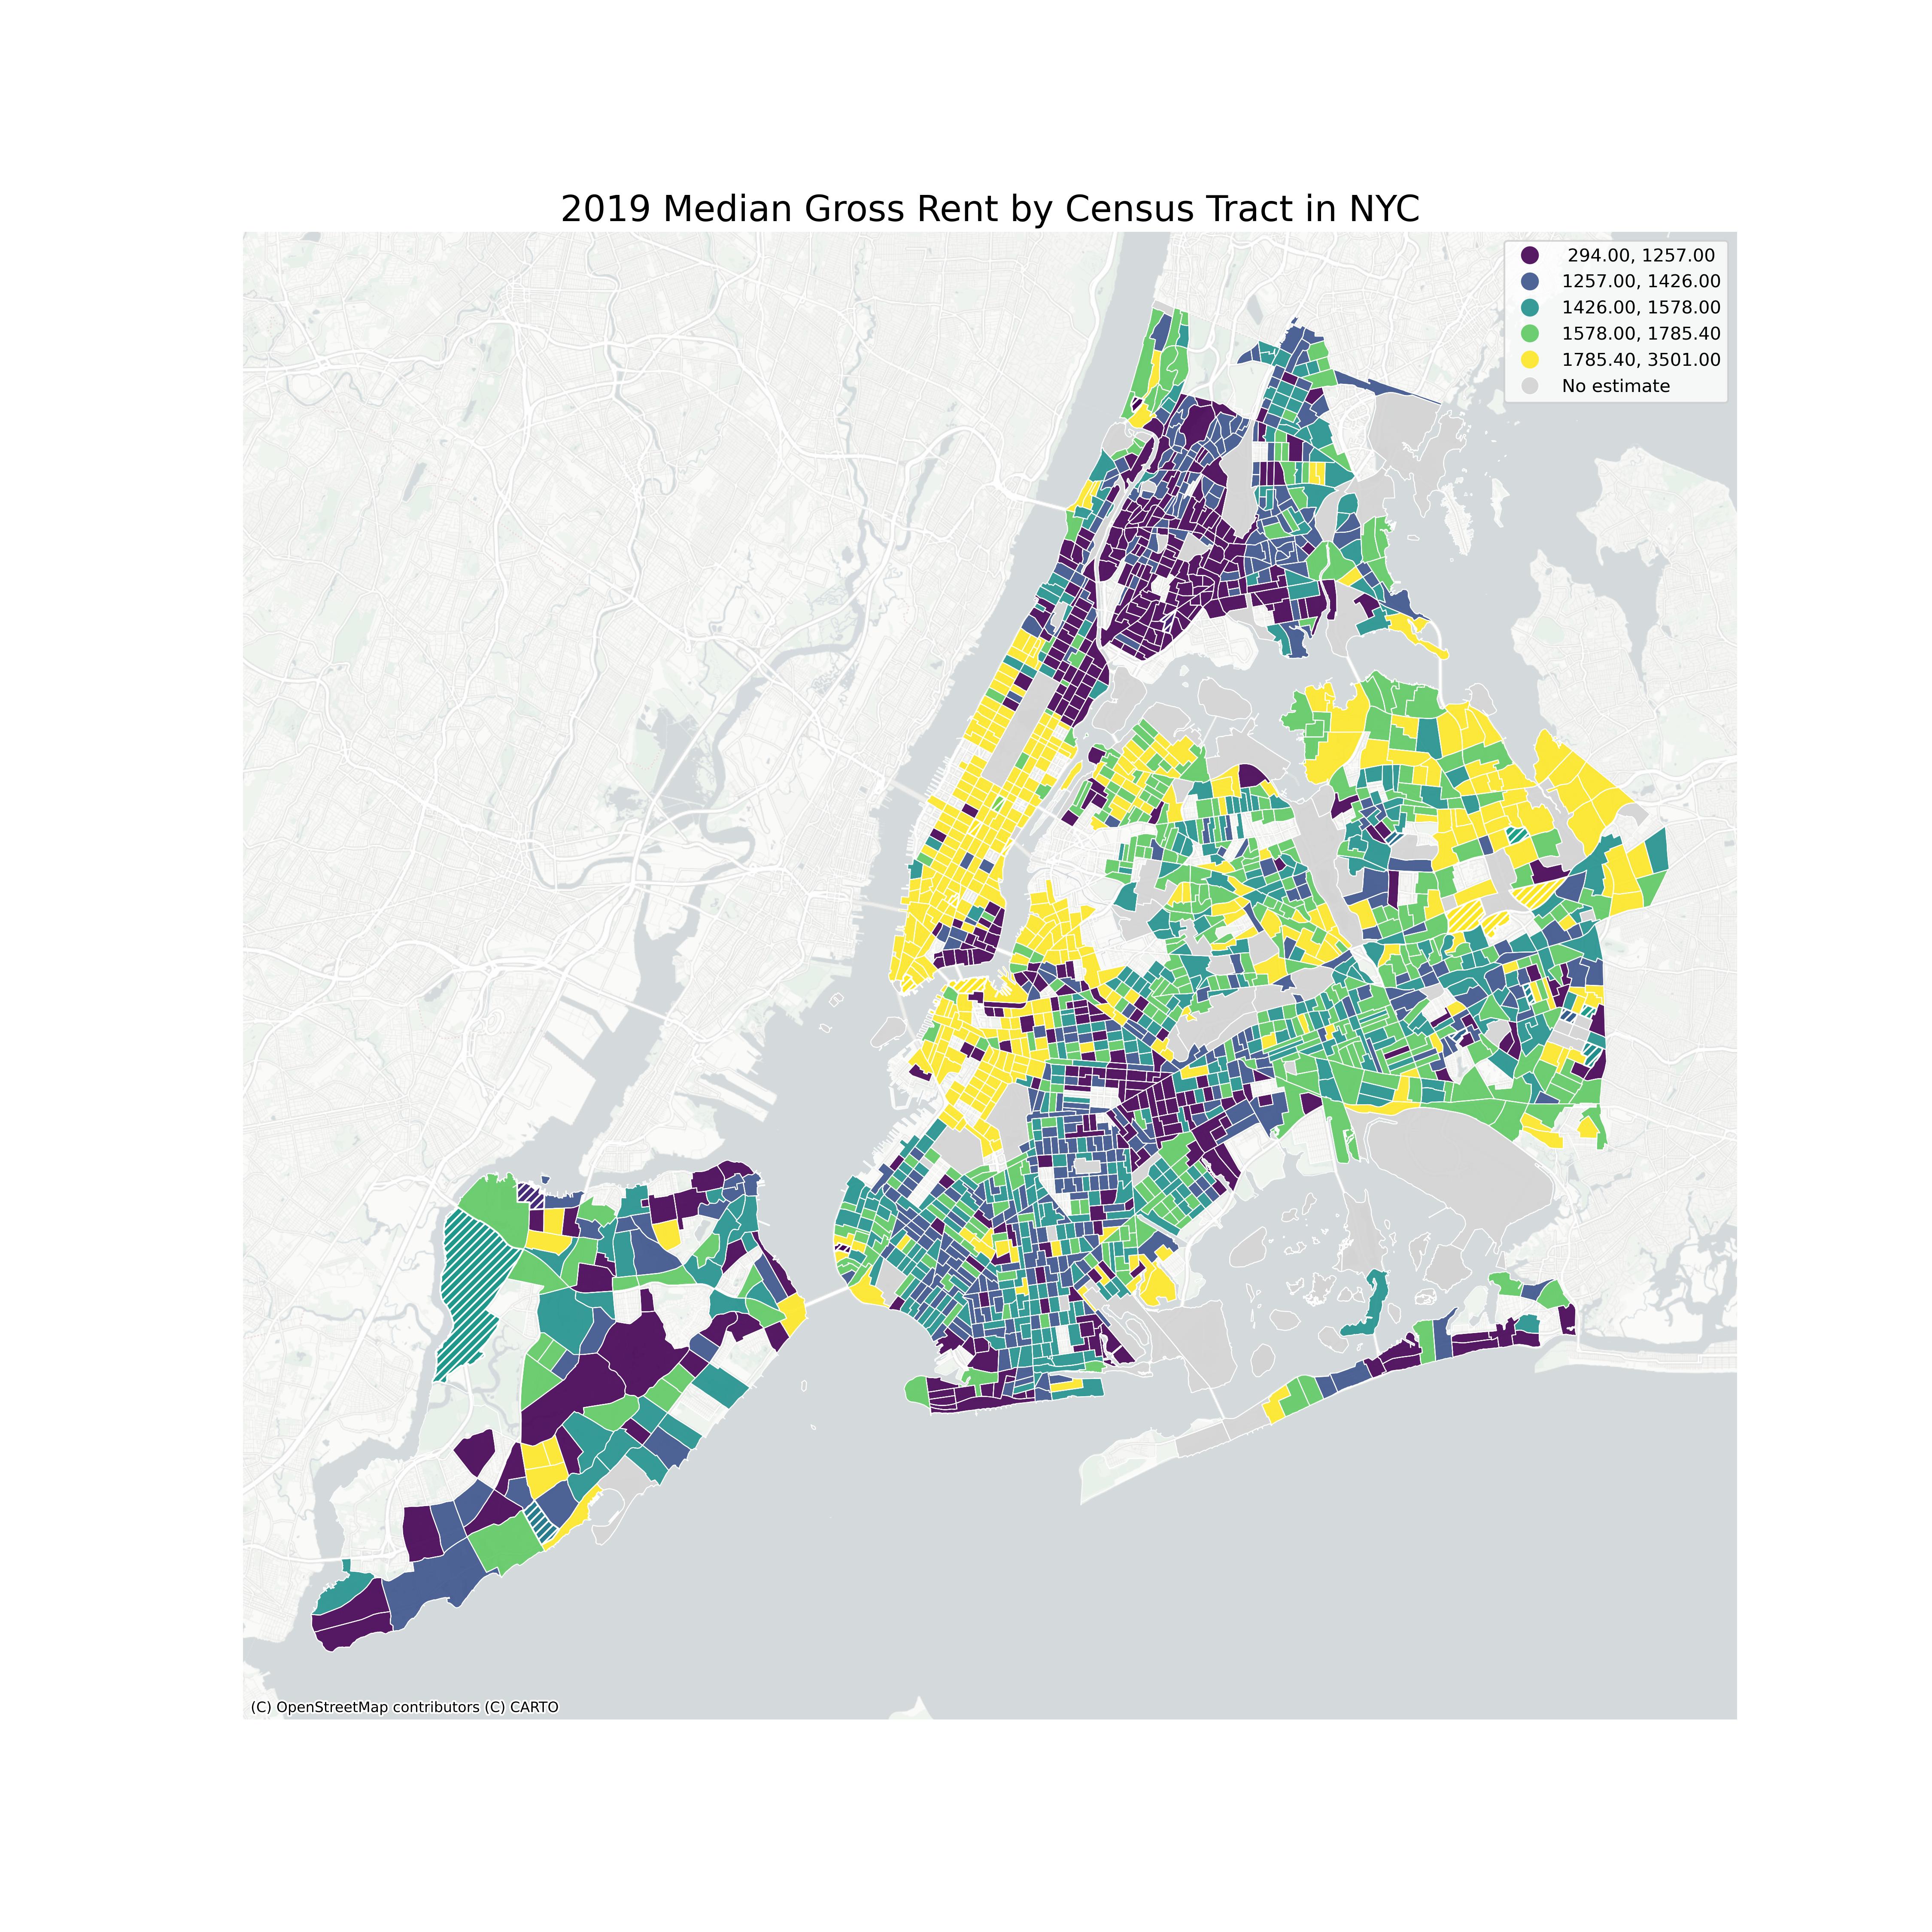 2019 Median Gross Rent by Census Tract in NYC
294.00, 1257.00
1257.00, 1426.00
1426.00, 1578.00
1578.00, 1785.40
1785.40, 3501.00
No estimate
(C) OpenStreetMap contributors (C) CARTO